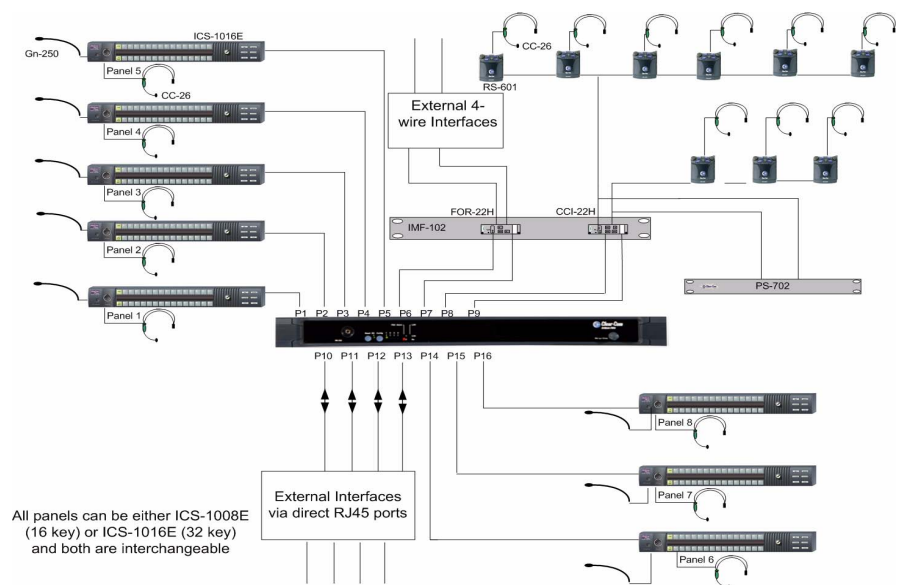 ICS-1016E
Gn-250
Panel 5
CC-26
Panel 4
Panel 3
Panel 2
Panel 1
CC-26
RS-601
External 4-
wire Interfaces
FOR-22H
CCI-22H
IMF-102
PS-702
P1 P2 P3 P4 P5 P6 P7 P8 P9
Clear-Com
P10 P11 P12 P13 P14 P15 P16
Panel 8
Panel 7
Panel 6
External Interfaces
via direct RJ45 ports
All panels can be either ICS-1008E
(16 key) or ICS-1016E (32 key)
and both are interchangeable